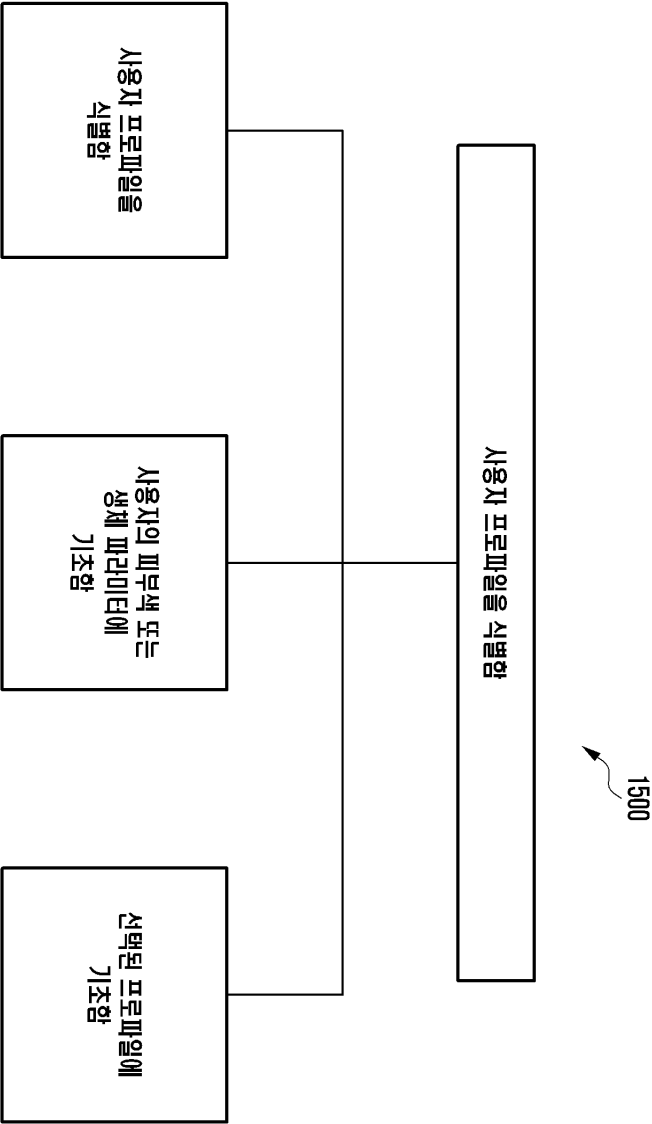 1500
사용자 프로파일을 식별함
사용자 프로파일을
식별함
사용자의 피부색 또는
생체 파라미터에
기초함
선택된 프로파일에
기초함